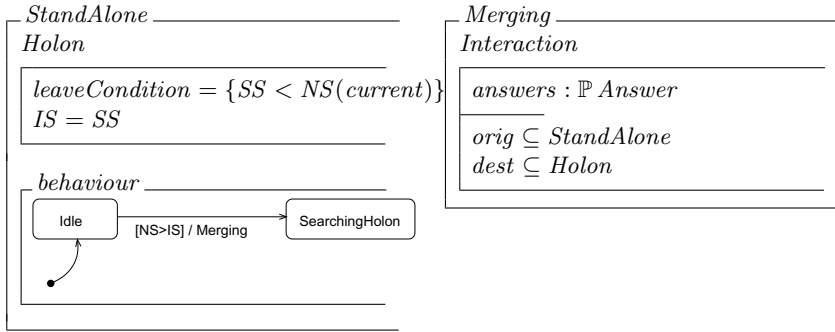 StandAlone
Holon
leaveCondition = {SS < NS(current)}
IS = SS
behaviour
Idle
[NS>IS] / Merging
SearchingHolon
Merging
Interaction
answers : ℙ Answer
orig ⊆ StandAlone
dest ⊆ Holon